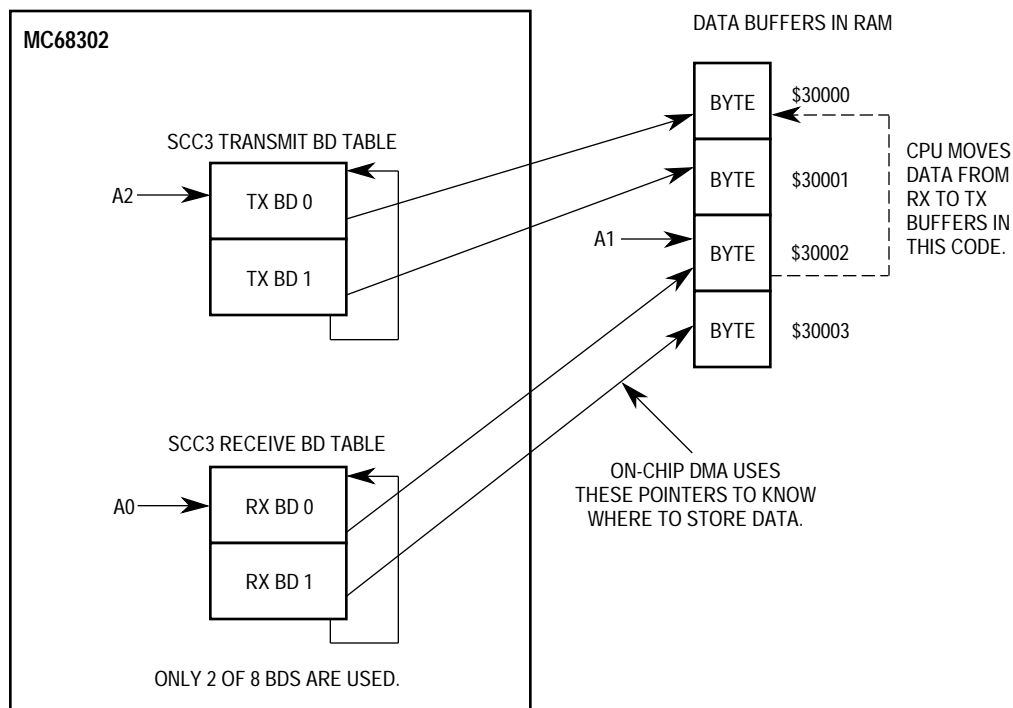 MC68302
DATA BUFFERS IN RAM
BYTE
$30000
SCC3 TRANSMIT BD TABLE
CPU MOVES
DATA FROM
RX TO TX
BUFFERS IN
THIS CODE.
A2
TX BD 0
BYTE
$30001
A1
BYTE
$30002
TX BD 1
BYTE
$30003
SCC3 RECEIVE BD TABLE
ON-CHIP DMA USES
THESE POINTERS TO KNOW
WHERE TO STORE DATA.
A0
RX BD 0
RX BD 1
ONLY 2 OF 8 BDS ARE USED.